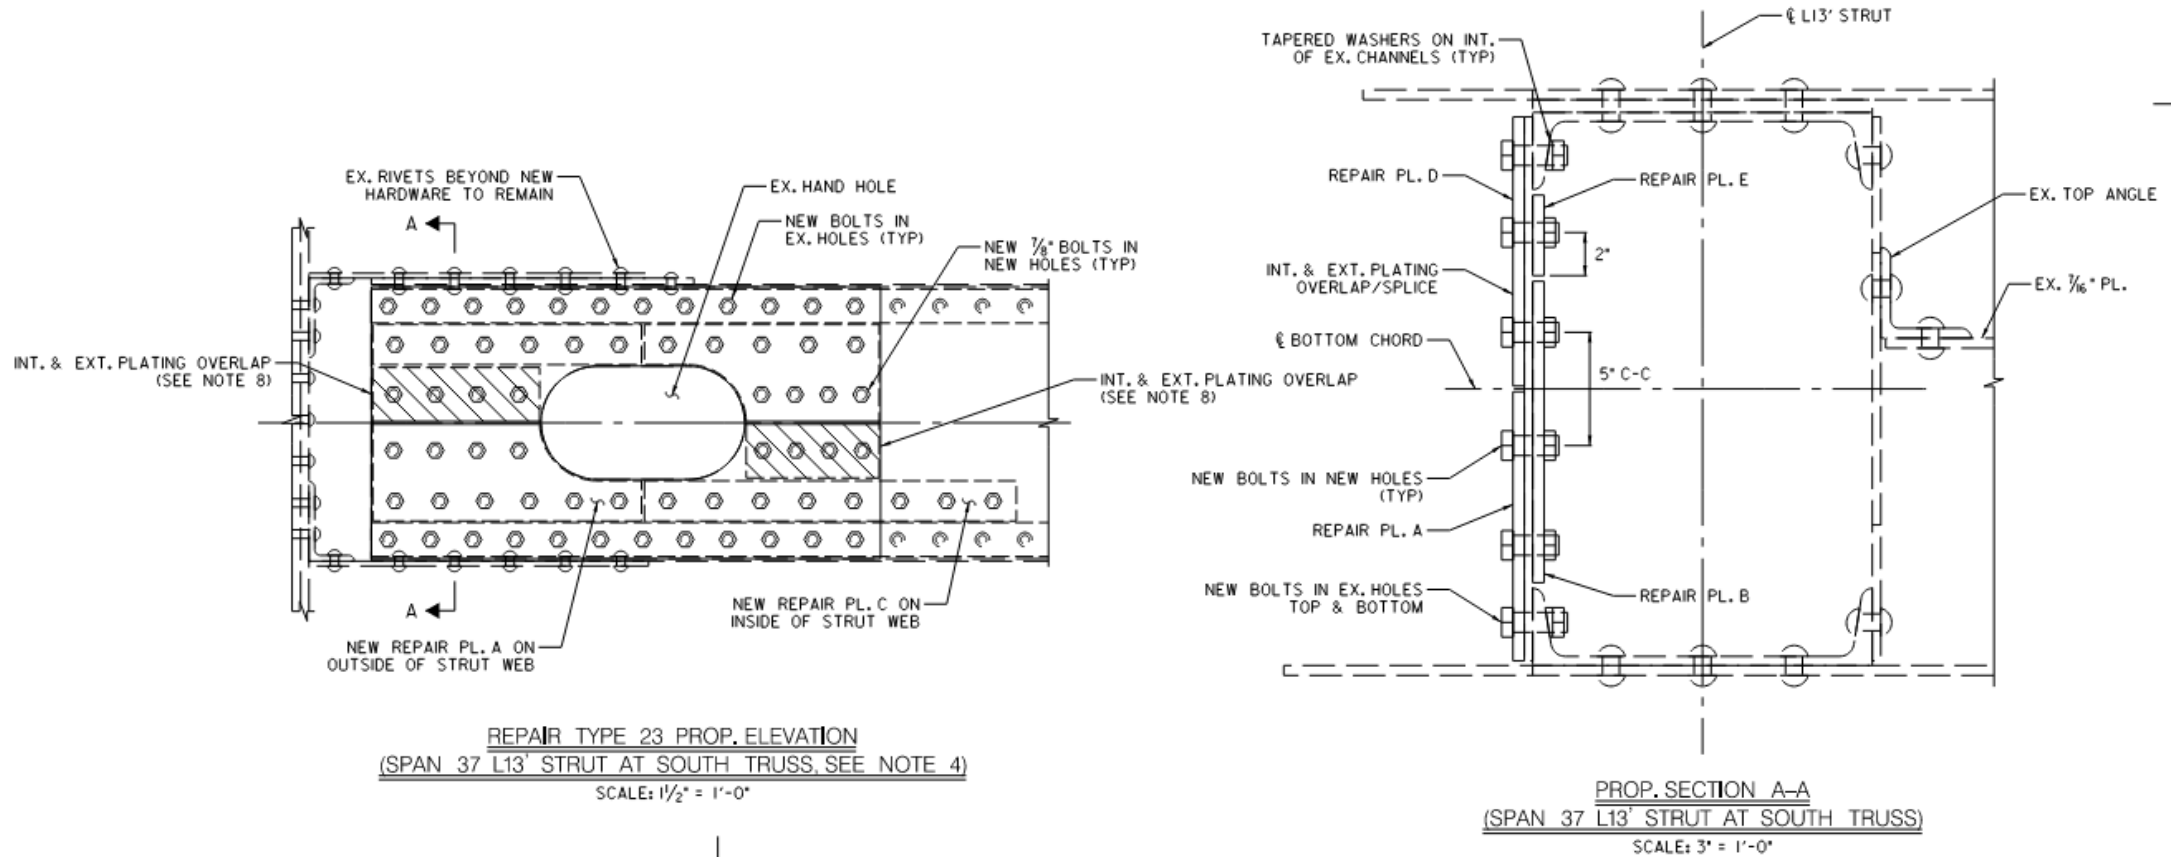 EX. RIVETS BEYOND NEW
HARDWARE TO REMAIN
A
EX. HAND HOLE
NEW BOLTS IN
EX. HOLES (TYP)
NEW 7/8" BOLTS IN
NEW HOLES (TYP)
INT. & EXT. PLATING OVERLAP
(SEE NOTE 8)
INT. & EXT. PLATING OVERLAP
(SEE NOTE 8)
A
NEW REPAIR PL. C ON
INSIDE OF STRUT WEB
NEW REPAIR PL. A ON
OUTSIDE OF STRUT WEB
REPAIR TYPE 23 PROP. ELEVATION
(SPAN 37 L13' STRUT AT SOUTH TRUSS, SEE NOTE 4)
SCALE: 1 1/2" = 1'-0"
℄ L13' STRUT
TAPERED WASHERS ON INT.
OF EX. CHANNELS (TYP)
REPAIR PL. D
REPAIR PL. E
EX. TOP ANGLE
2"
INT. & EXT. PLATING
OVERLAP/SPLICE
EX. 7/16" PL.
℄ BOTTOM CHORD
5" C-C
NEW BOLTS IN NEW HOLES
(TYP)
REPAIR PL. A
NEW BOLTS IN EX. HOLES
TOP & BOTTOM
REPAIR PL. B
PROP. SECTION A-A
(SPAN 37 L13' STRUT AT SOUTH TRUSS)
SCALE: 3" = 1'-0"